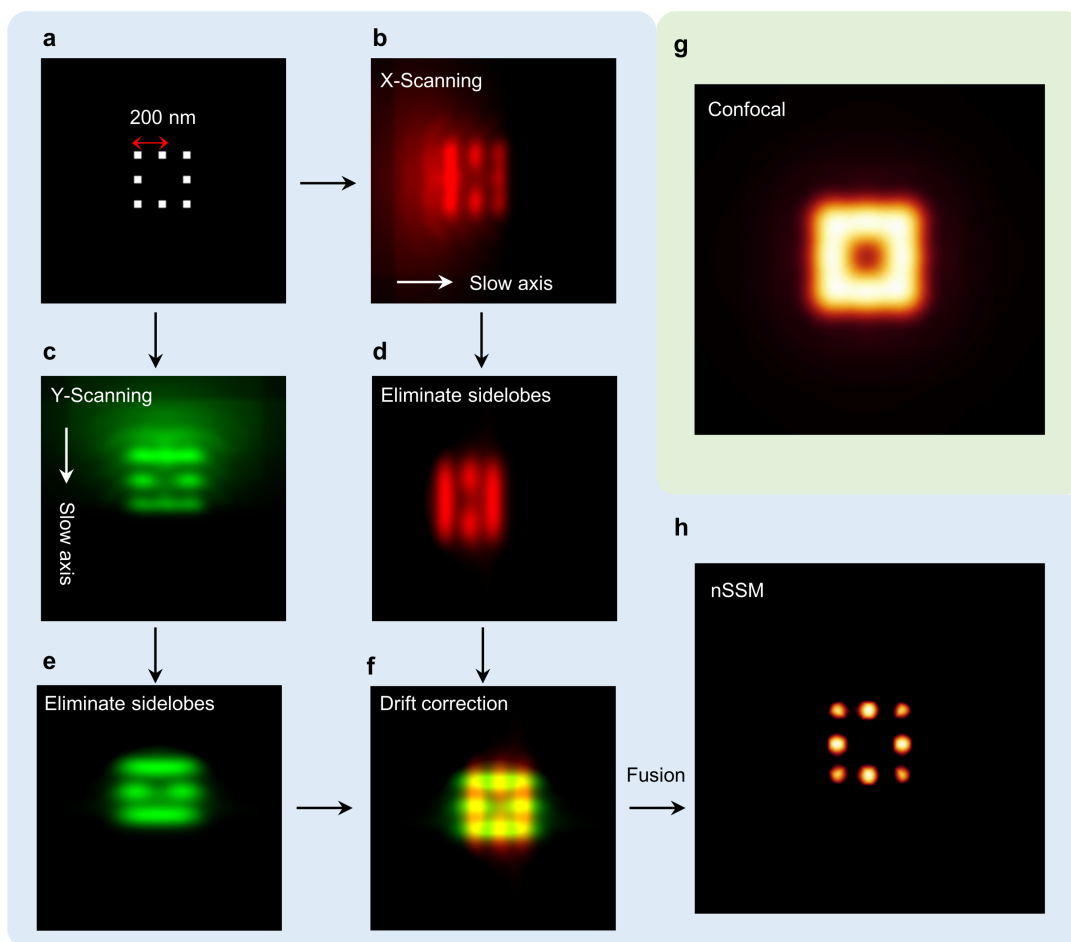 a
200 nm
b
X-Scanning
Slow axis
g
Confocal
c
Y-Scanning
Slow axis
d
Eliminate sidelobes
e
Eliminate sidelobes
f
Drift correction
Fusion
h
nSSM